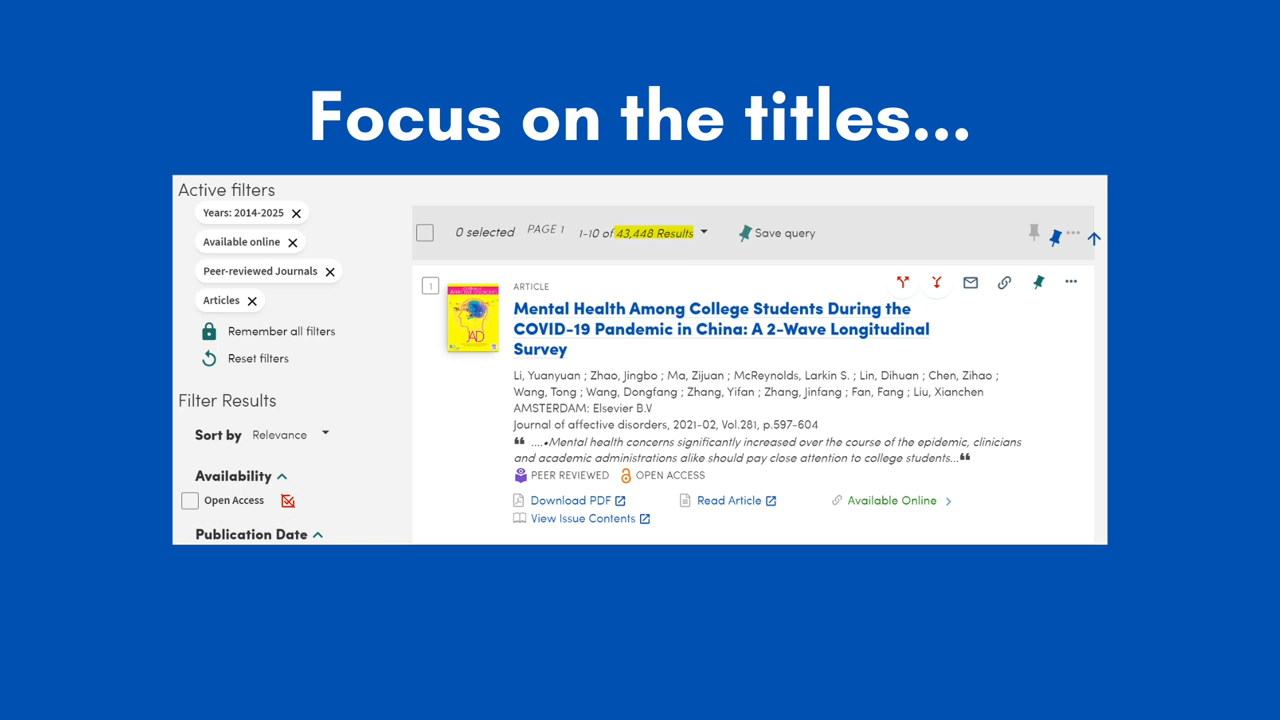 Focus on the titles...
Active filters
Years: 2014-2025
Available online
Peer-reviewed Journals
Articles
Remember all filters
Reset filters
Filter Results
Sort by Relevance
Availability
Open Access
Publication Date
0 selected PAGE 1 1-10 of 43,448 Results Save query
1
ARTICLE
Mental Health Among College Students During the
COVID-19 Pandemic in China: A 2-Wave Longitudinal
Survey
Li, Yuanyuan ; Zhao, Jingbo ; Ma, Zijuan ; McReynolds, Larkin S. ; Lin, Dihuan ; Chen, Zihao ;
Wang, Tong ; Wang, Dongfang ; Zhang, Yifan ; Zhang, Jinfang ; Fan, Fang ; Liu, Xianchen
AMSTERDAM: Elsevier B.V
Journal of affective disorders, 2021-02, Vol.281, p.597-604
❝ ....•Mental health concerns significantly increased over the course of the epidemic, clinicians
and academic administrations alike should pay close attention to college students...❝
PEER REVIEWED OPEN ACCESS
Download PDF Read Article Available Online
View Issue Contents
JAD